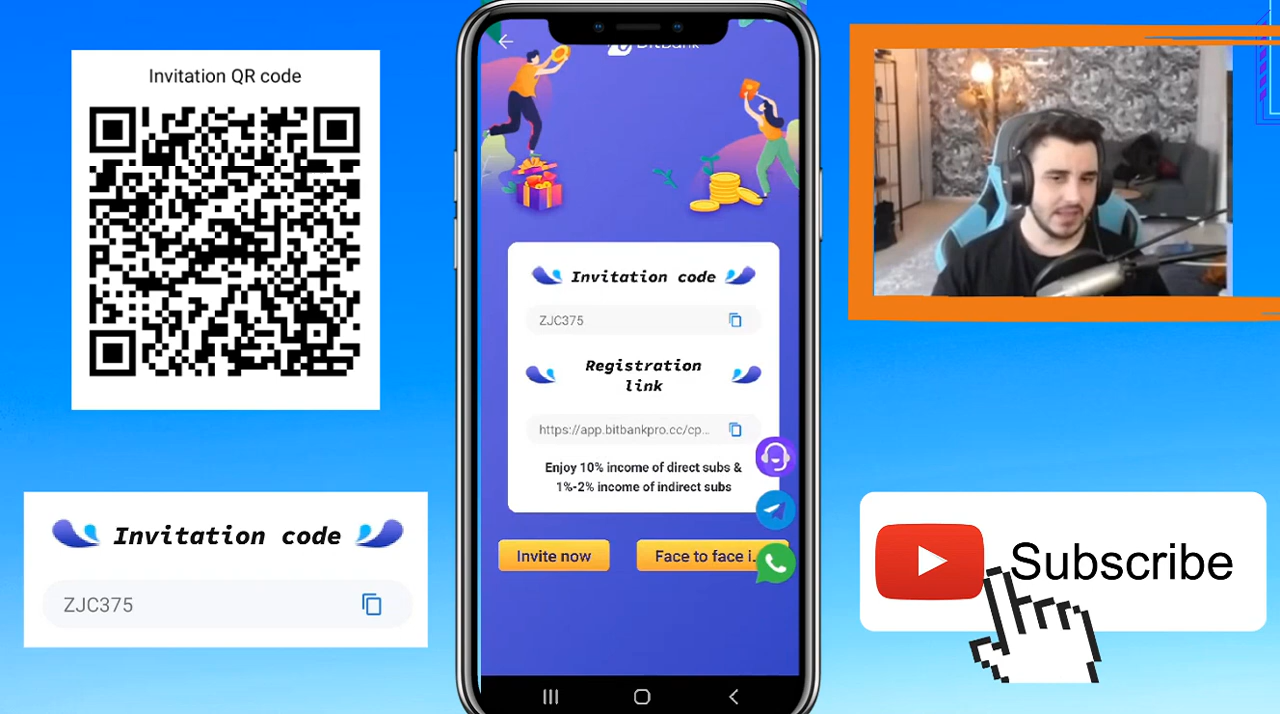 Invitation QR code
BitBank
Invitation code
ZJC375
Registration
link
https://app.bitbankpro.cc/cp...
Enjoy 10% income of direct subs &
1%-2% income of indirect subs
Invite now
Face to face i...
Invitation code
ZJC375
Subscribe